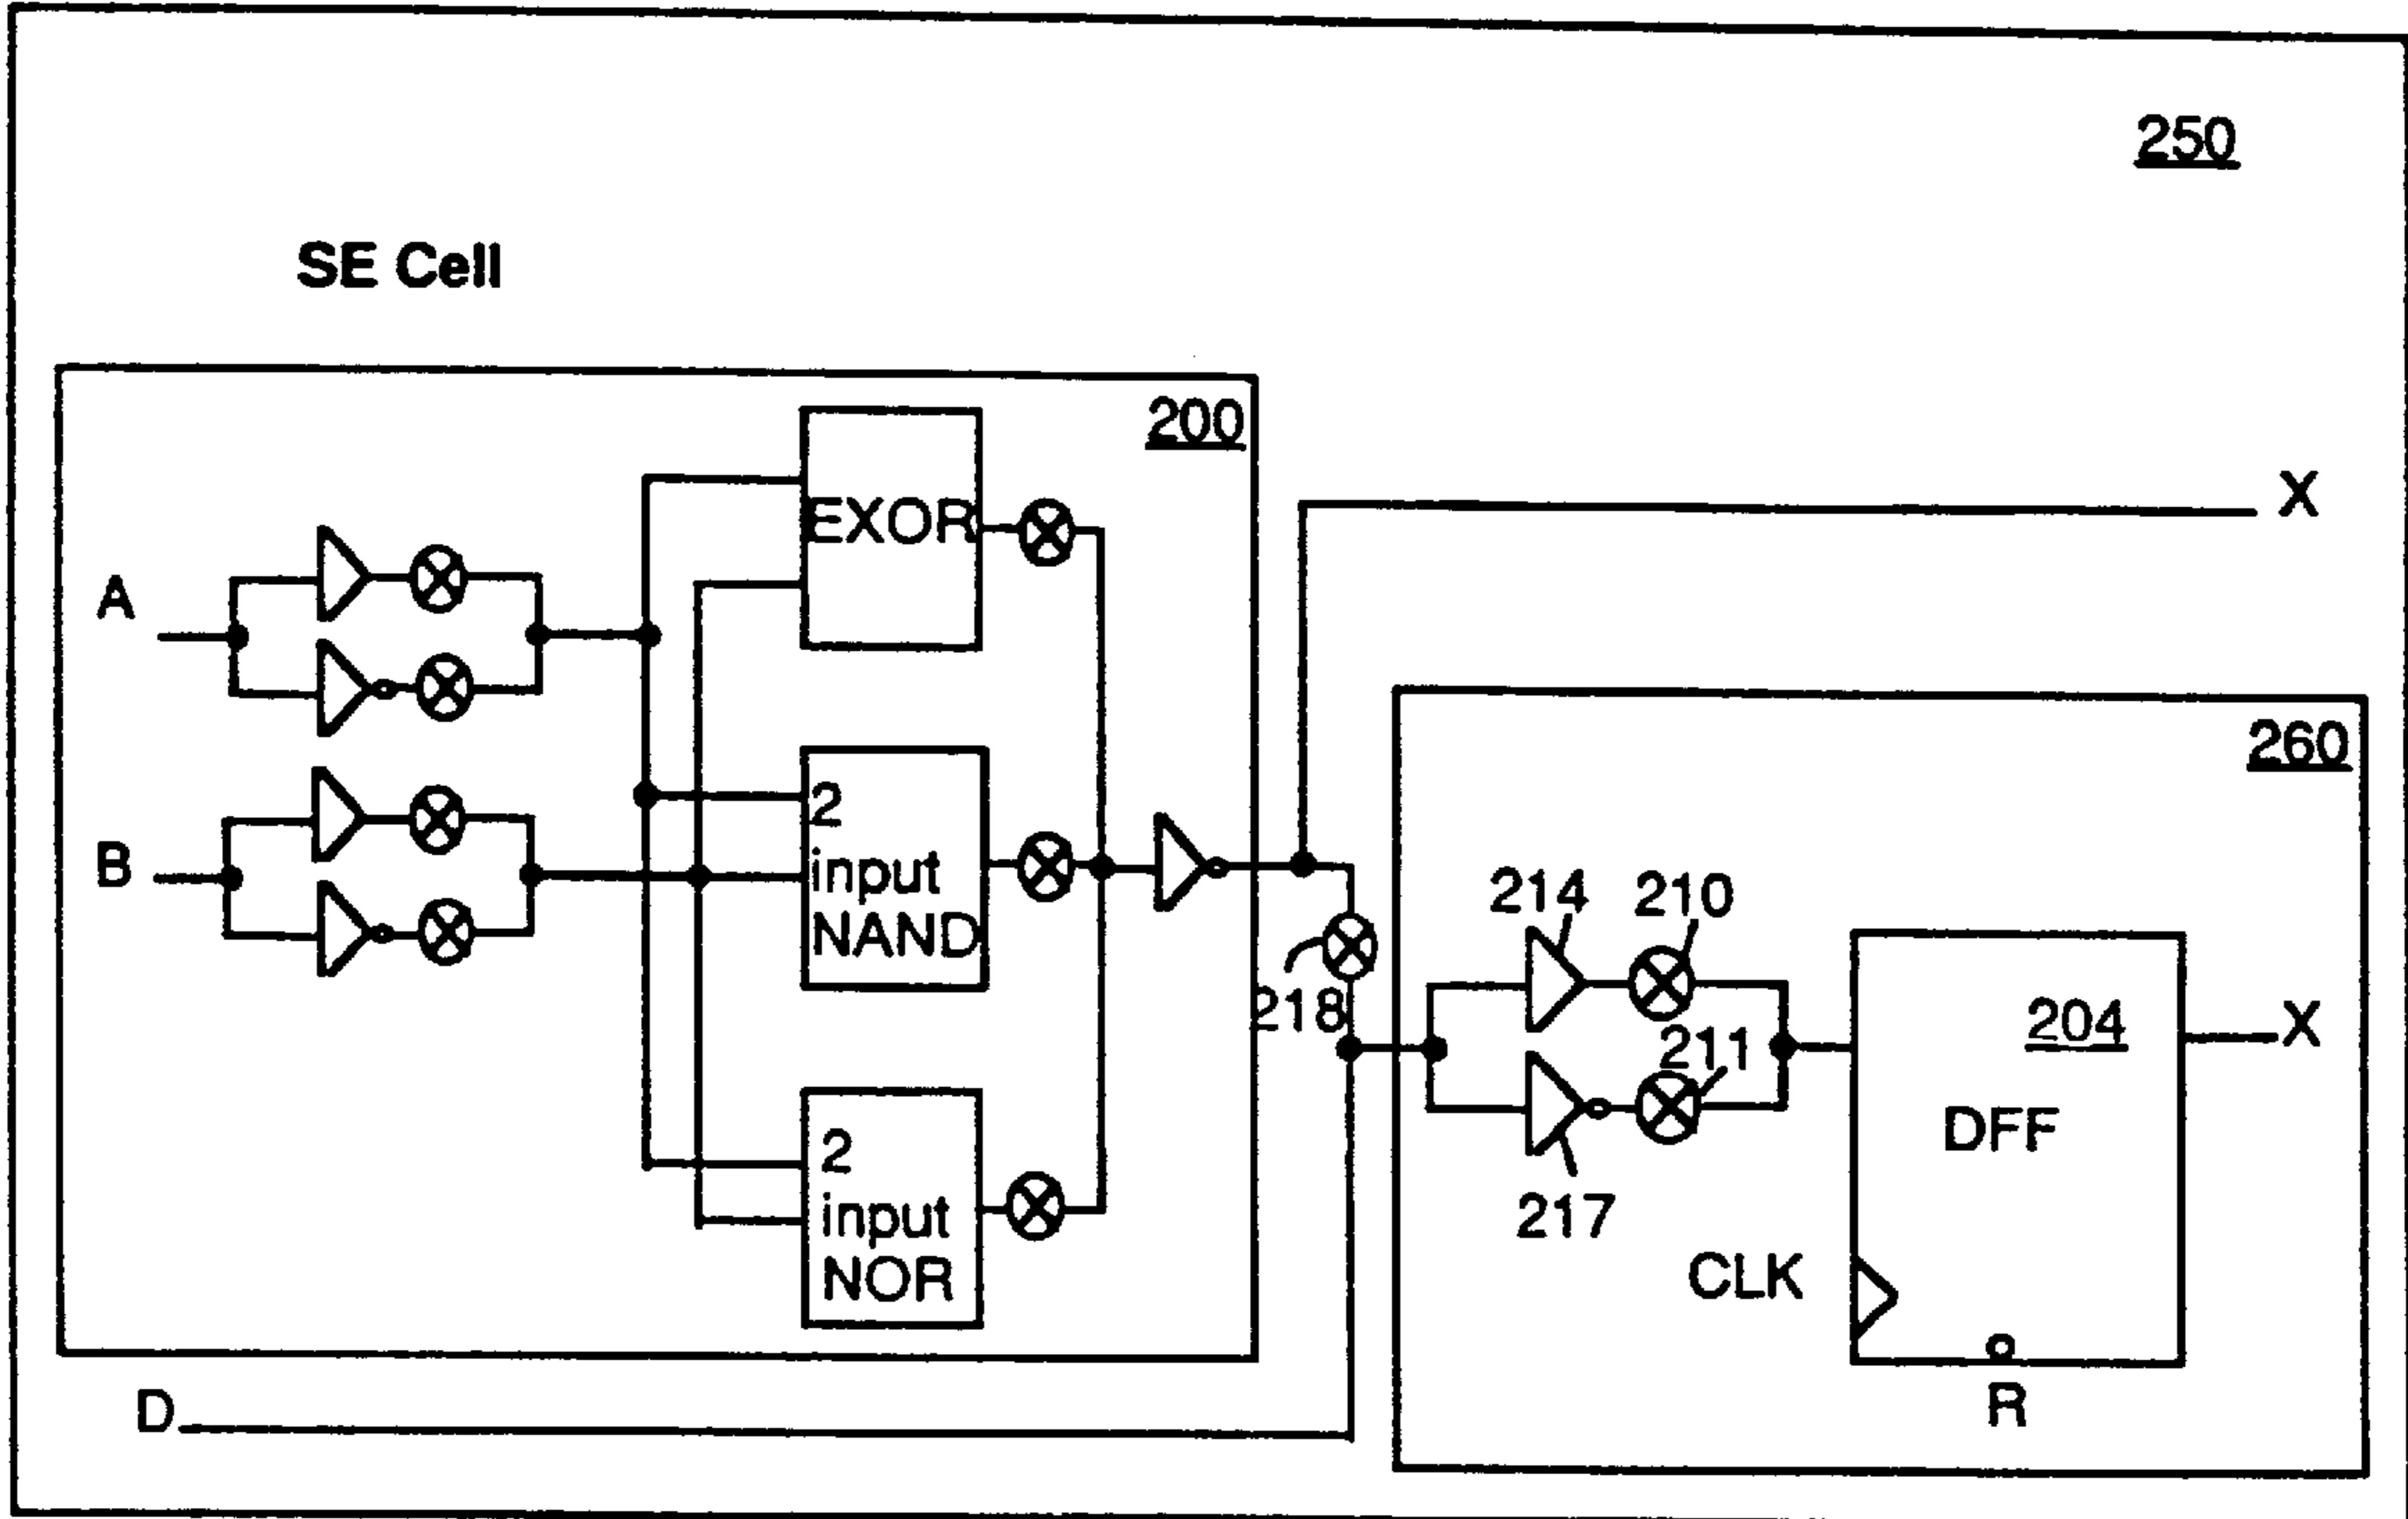 250
SE Cell
200
EXOR
X
A
260
2
input
NAND
B
214
210
218
204
X
211
DFF
2
input
NOR
217
CLK
R
D